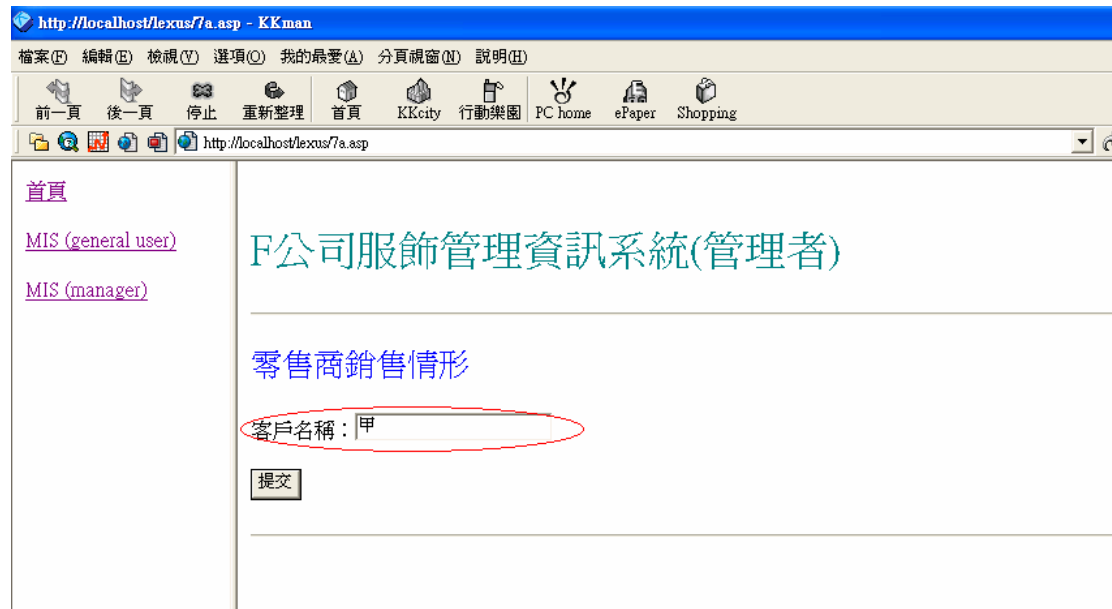 http://localhost/lexus/7a.asp - KKman
檔案(F) 編輯(E) 檢視(V) 選項(O) 我的最愛(A) 分頁視窗(N) 說明(H)
前一頁 後一頁 停止 重新整理 首頁 KKcity 行動樂園 PC home ePaper Shopping
http://localhost/lexus/7a.asp
首頁
MIS (general user)
MIS (manager)
F公司服飾管理資訊系統(管理者)
零售商銷售情形
客戶名稱：甲
提交